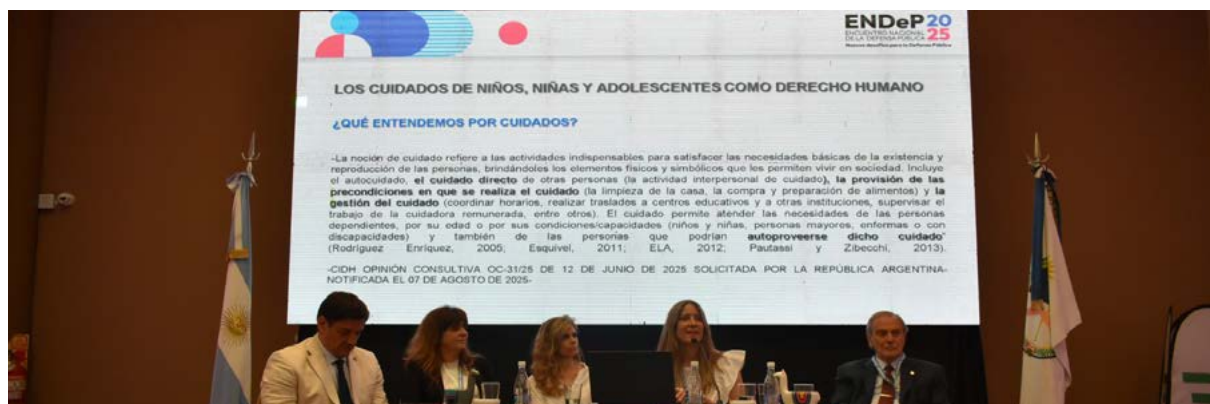 ENDeP 20
25
ENCUENTRO NACIONAL
DE LA DEFENSA PÚBLICA
Nuevos desafíos para la Defensa Pública
LOS CUIDADOS DE NIÑOS, NIÑAS Y ADOLESCENTES COMO DERECHO HUMANO
¿QUÉ ENTENDEMOS POR CUIDADOS?
-La noción de cuidado refiere a las actividades indispensables para satisfacer las necesidades básicas de la existencia y
reproducción de las personas, brindándoles los elementos físicos y simbólicos que les permiten vivir en sociedad. Incluye
el autocuidado, el cuidado directo de otras personas (la actividad interpersonal de cuidado), la provisión de las
precondiciones en que se realiza el cuidado (la limpieza de la casa, la compra y preparación de alimentos) y la
gestión del cuidado (coordinar horarios, realizar traslados a centros educativos y a otras instituciones, supervisar el
trabajo de la cuidadora remunerada, entre otros). El cuidado permite atender las necesidades de las personas
dependientes, por su edad o por sus condiciones/capacidades (niños y niñas, personas mayores, enfermas o con
discapacidades) y también de las personas que podrían autoproveerse dicho cuidado"
(Rodríguez Enríquez, 2005; Esquivel, 2011; ELA, 2012; Pautassi y Zibecchi, 2013).
-CIDH OPINIÓN CONSULTIVA OC-31/25 DE 12 DE JUNIO DE 2025 SOLICITADA POR LA REPÚBLICA ARGENTINA-
NOTIFICADA EL 07 DE AGOSTO DE 2025-